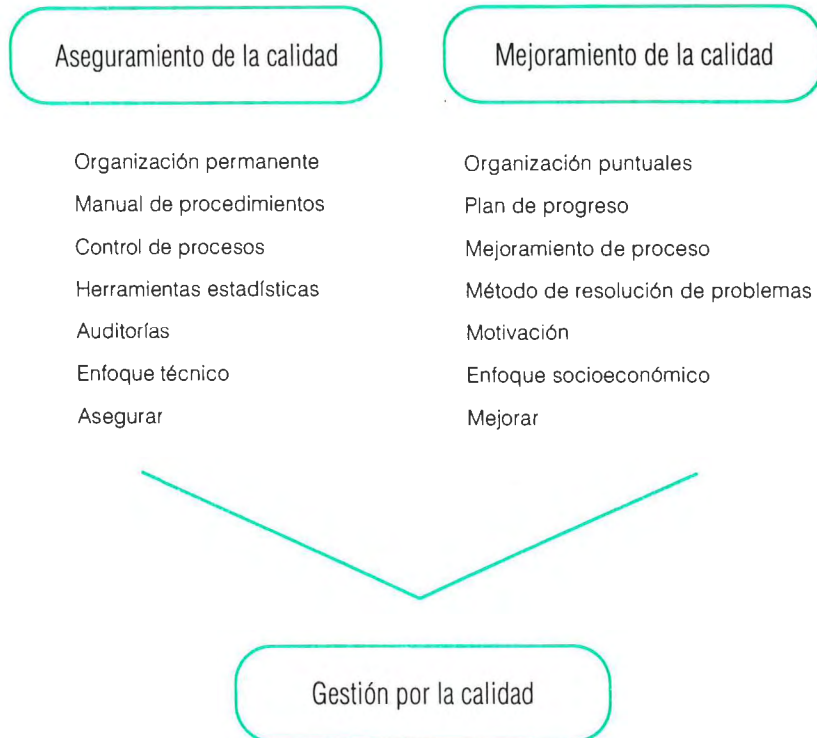 Aseguramiento de la calidad
Organización permanente
Manual de procedimientos
Control de procesos
Herramientas estadísticas
Auditorías
Enfoque técnico
Asegurar
Mejoramiento de la calidad
Organización puntuales
Plan de progreso
Mejoramiento de proceso
Método de resolución de problemas
Motivación
Enfoque socioeconómico
Mejorar
Gestión por la calidad